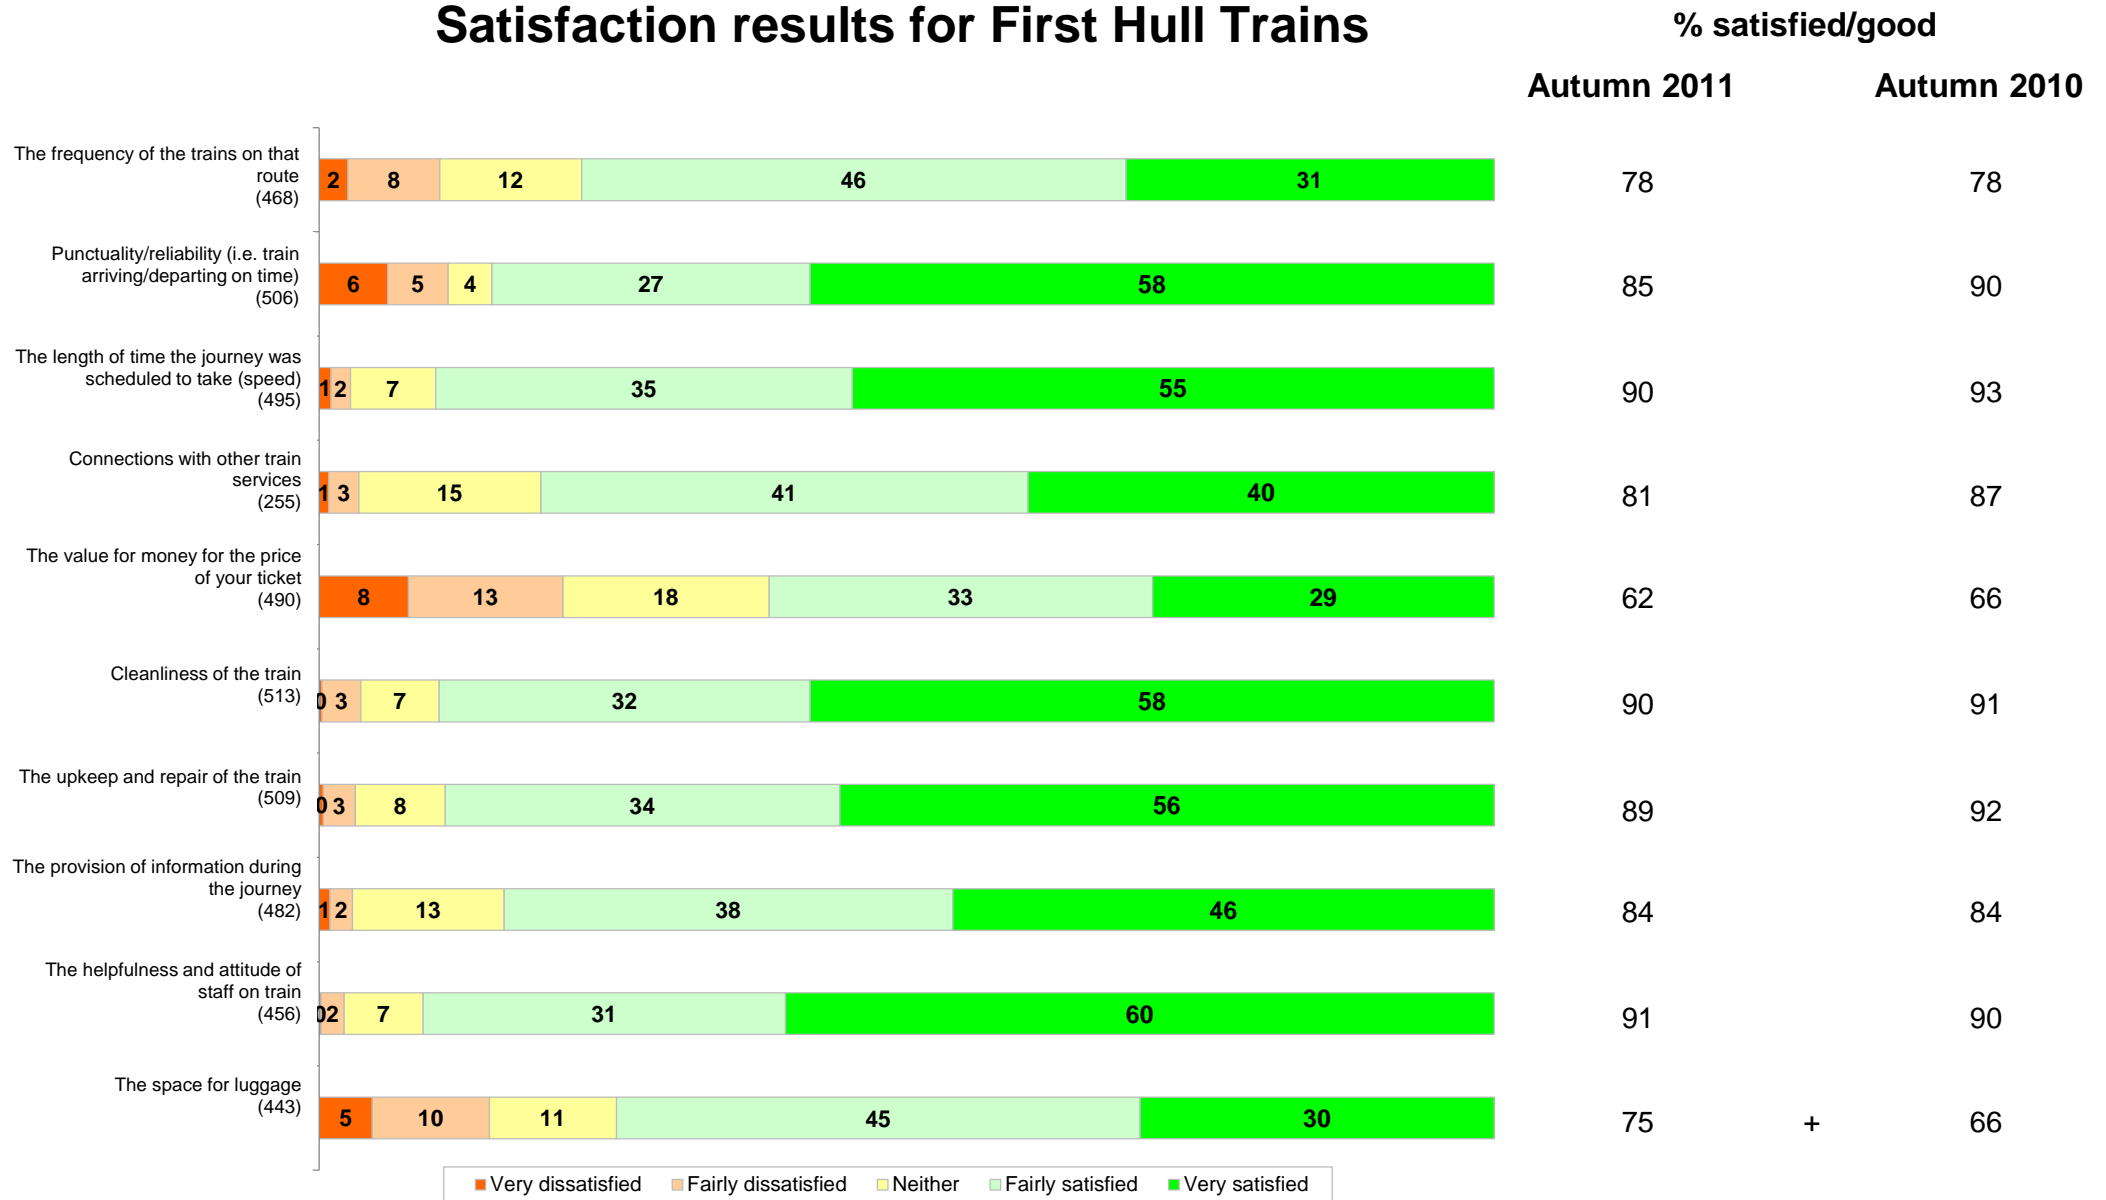 Satisfaction results for First Hull Trains
% satisfied/good
Autumn 2011 Autumn 2010
The frequency of the trains on that
route
(468)
2 8 12 46 31 78 78
Punctuality/reliability (i.e. train
arriving/departing on time)
(506)
6 5 4 27 58 85 90
The length of time the journey was
scheduled to take (speed)
(495)
1 2 7 35 55 90 93
Connections with other train
services
(255)
1 3 15 41 40 81 87
The value for money for the price
of your ticket
(490)
8 13 18 33 29 62 66
Cleanliness of the train
(513)
0 3 7 32 58 90 91
The upkeep and repair of the train
(509)
0 3 8 34 56 89 92
The provision of information during
the journey
(482)
1 2 13 38 46 84 84
The helpfulness and attitude of
staff on train
(456)
0 2 7 31 60 91 90
The space for luggage
(443)
5 10 11 45 30 75 + 66
Very dissatisfied Fairly dissatisfied Neither Fairly satisfied Very satisfied